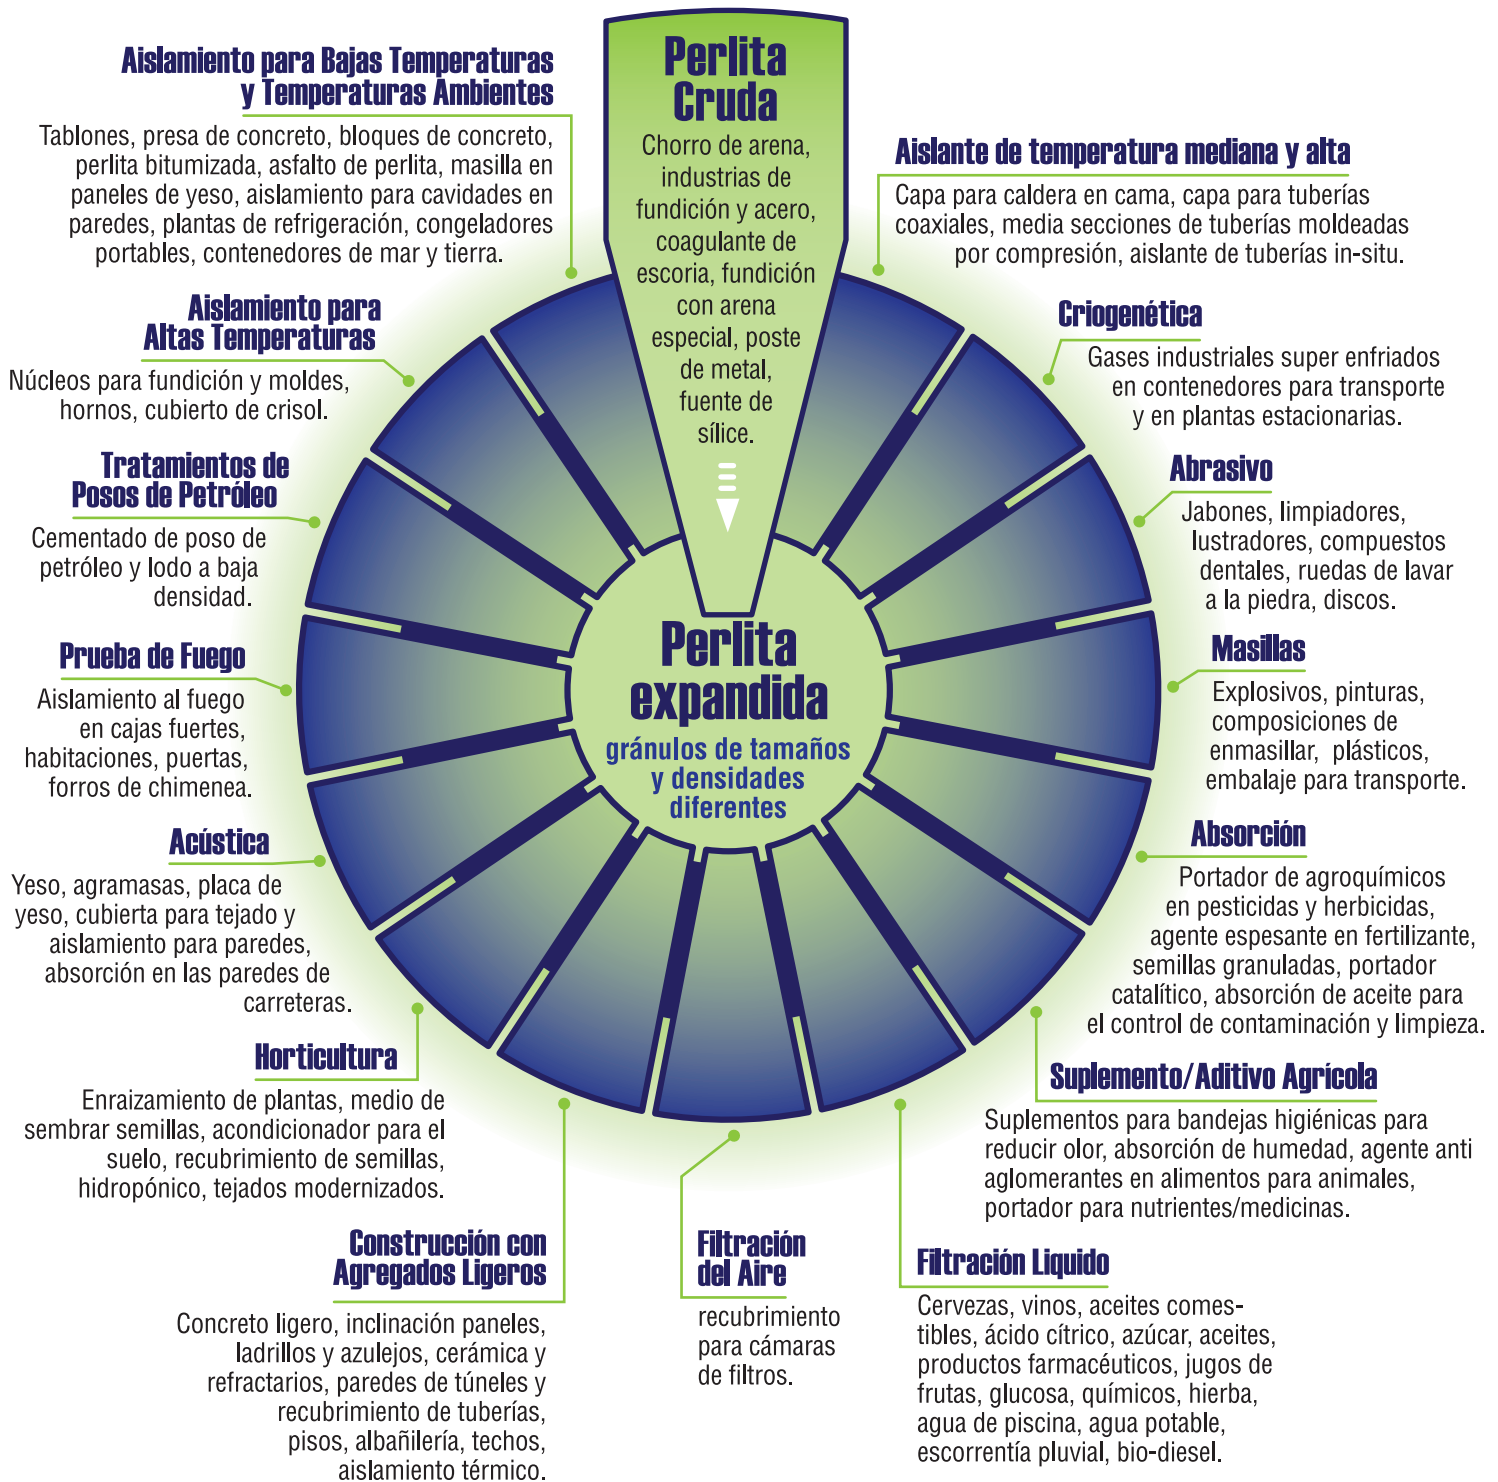 Perlita
Cruda
Chorro de arena,
industrias de
fundición y acero,
coagulante de
escoria, fundición
con arena
especial, poste
de metal,
fuente de
sílice.
Perlita
expandida
gránulos de tamaños
y densidades
diferentes
Aislante de temperatura mediana y alta
Capa para caldera en cama, capa para tuberías
coaxiales, media secciones de tuberías moldeadas
por compresión, aislante de tuberías in-situ.
Criogenética
Gases industriales super enfriados
en contenedores para transporte
y en plantas estacionarias.
Abrasivo
Jabones, limpiadores,
lustradores, compuestos
dentales, ruedas de lavar
a la piedra, discos.
Masillas
Explosivos, pinturas,
composiciones de
enmasillar, plásticos,
embalaje para transporte.
Absorción
Portador de agroquímicos
en pesticidas y herbicidas,
agente espesante en fertilizante,
semillas granuladas, portador
catalítico, absorción de aceite para
el control de contaminación y limpieza.
Suplemento/Aditivo Agrícola
Suplementos para bandejas higiénicas para
reducir olor, absorción de humedad, agente anti
aglomerantes en alimentos para animales,
portador para nutrientes/medicinas.
Filtración Liquido
Cervezas, vinos, aceites comes-
tibles, ácido cítrico, azúcar, aceites,
productos farmacéuticos, jugos de
frutas, glucosa, químicos, hierba,
agua de piscina, agua potable,
escorrentía pluvial, bio-diesel.
Filtración
del Aire
recubrimiento
para cámaras
de filtros.
Construcción con
Agregados Ligeros
Concreto ligero, inclinación paneles,
ladrillos y azulejos, cerámica y
refractarios, paredes de túneles y
recubrimiento de tuberías,
pisos, albañilería, techos,
aislamiento térmico.
Horticultura
Enraizamiento de plantas, medio de
sembrar semillas, acondicionador para el
suelo, recubrimiento de semillas,
hidropónico, tejados modernizados.
Acústica
Yeso, agramasas, placa de
yeso, cubierta para tejado y
aislamiento para paredes,
absorción en las paredes de
carreteras.
Prueba de Fuego
Aislamiento al fuego
en cajas fuertes,
habitaciones, puertas,
forros de chimenea.
Tratamientos de
Posos de Petróleo
Cementado de poso de
petróleo y lodo a baja
densidad.
Aislamiento para
Altas Temperaturas
Núcleos para fundición y moldes,
hornos, cubierto de crisol.
Aislamiento para Bajas Temperaturas
y Temperaturas Ambientes
Tablones, presa de concreto, bloques de concreto,
perlita bitumizada, asfalto de perlita, masilla en
paneles de yeso, aislamiento para cavidades en
paredes, plantas de refrigeración, congeladores
portables, contenedores de mar y tierra.